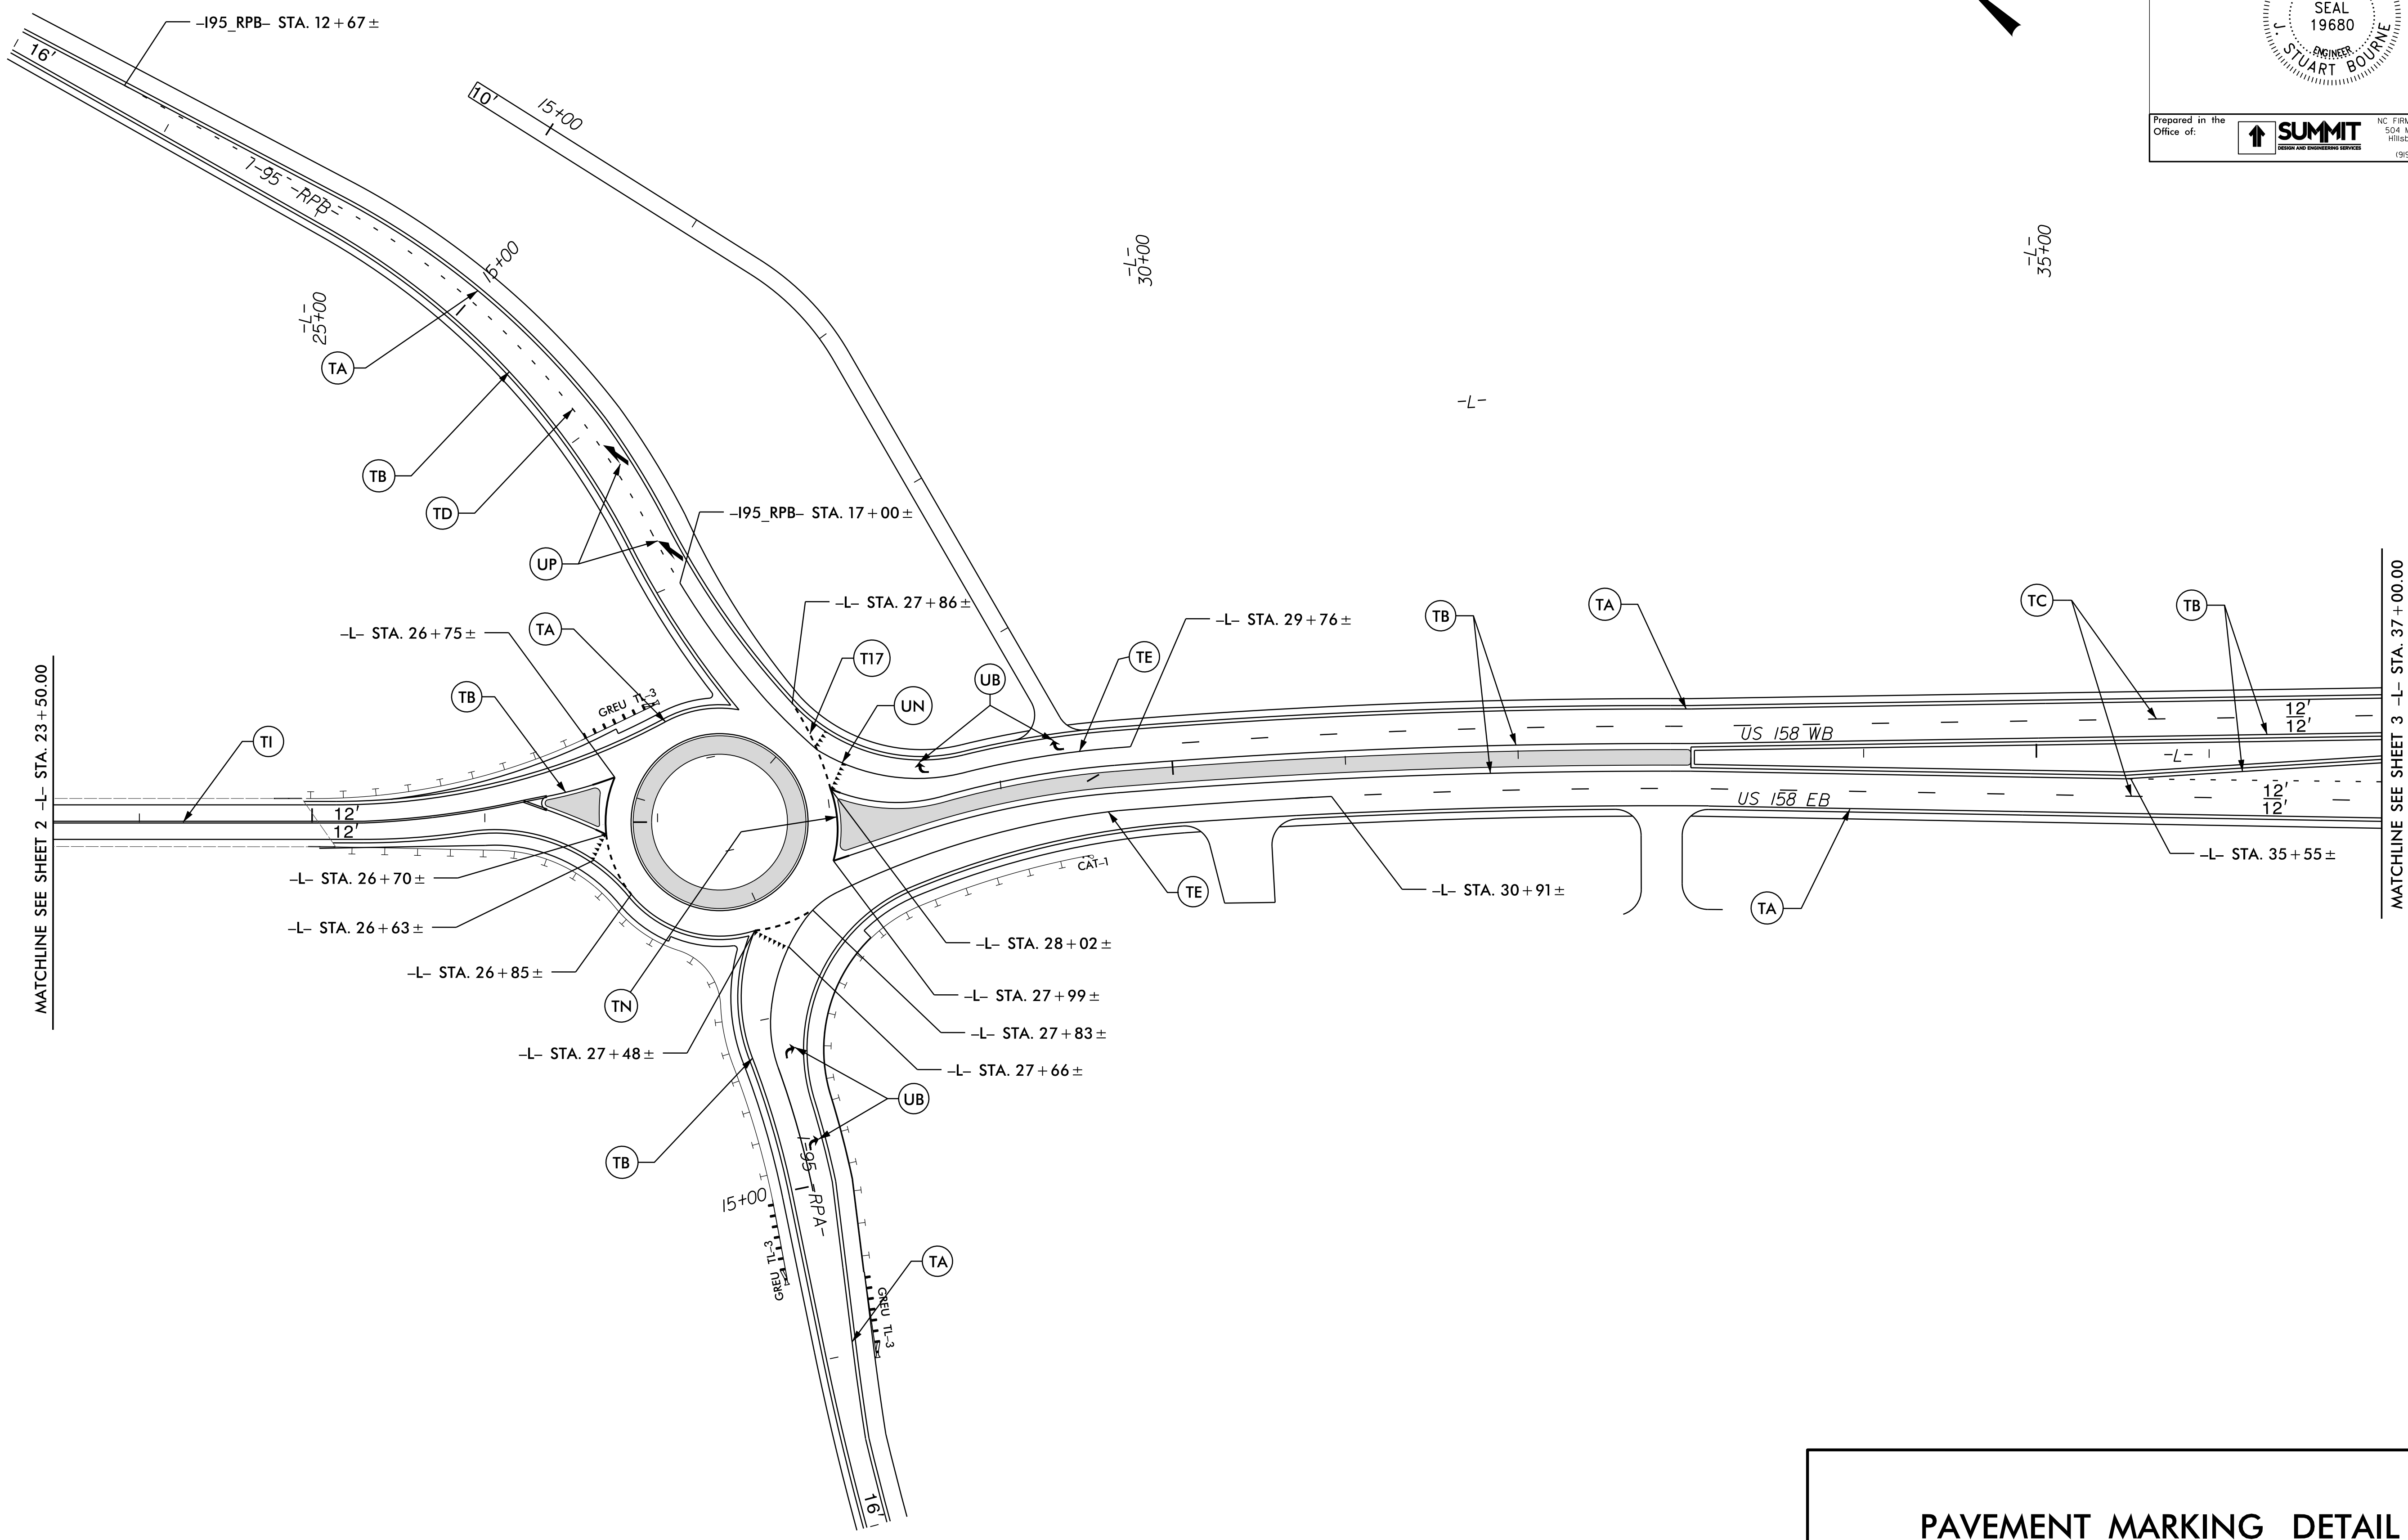 -I95_RPB- STA. 12+67±
16'
10'
15+00
SEAL
19680
ENGINEER
J. STUART BOURNE
Prepared in the
Office of:
SUMMIT
DESIGN AND ENGINEERING SERVICES
NC FIRM
504 M
Hillsb
(919
I-95 -RPB-
15+00
-L-
25+00
-L-
30+00
-L-
35+00
TA
-L-
TB
TD
-I95_RPB- STA. 17+00±
UP
-L- STA. 27+86±
-L- STA. 29+76±
TB
TA
TC
TB
-L- STA. 26+75±
TA
T17
TE
UB
TB
UN
GREU TL-3
TI
US 158 WB
12'
12'
-L-
12'
12'
US 158 EB
12'
12'
MATCHLINE SEE SHEET 2 -L- STA. 23+50.00
MATCHLINE SEE SHEET 3 -L- STA. 37+00.00
-L- STA. 35+55±
CAT-1
-L- STA. 26+70±
TE
-L- STA. 30+91±
TA
-L- STA. 26+63±
-L- STA. 28+02±
-L- STA. 26+85±
-L- STA. 27+99±
TN
-L- STA. 27+83±
-L- STA. 27+48±
-L- STA. 27+66±
UB
TB
I-95 -RPA-
15+00
GREU TL-3
TA
GREU TL-3
16'
PAVEMENT MARKING DETAIL